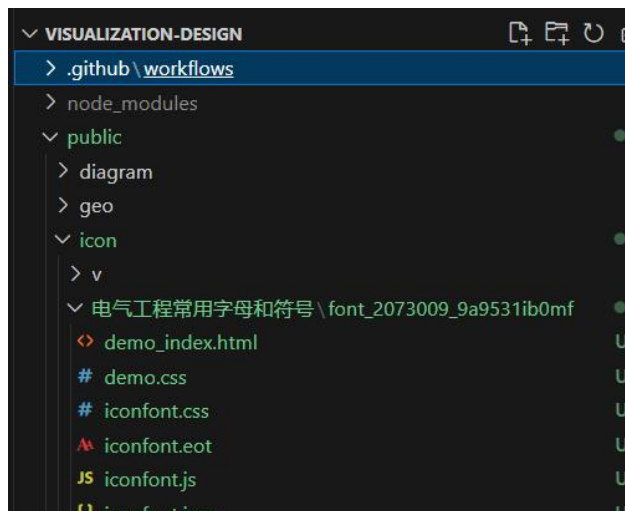 VISUALIZATION-DESIGN
.github\workflows
node_modules
public
diagram
geo
icon
v
电气工程常用字母和符号\font_2073009_9a9531ib0mf
demo_index.html
U
# demo.css
U
# iconfont.css
U
iconfont.eot
U
JS iconfont.js
U